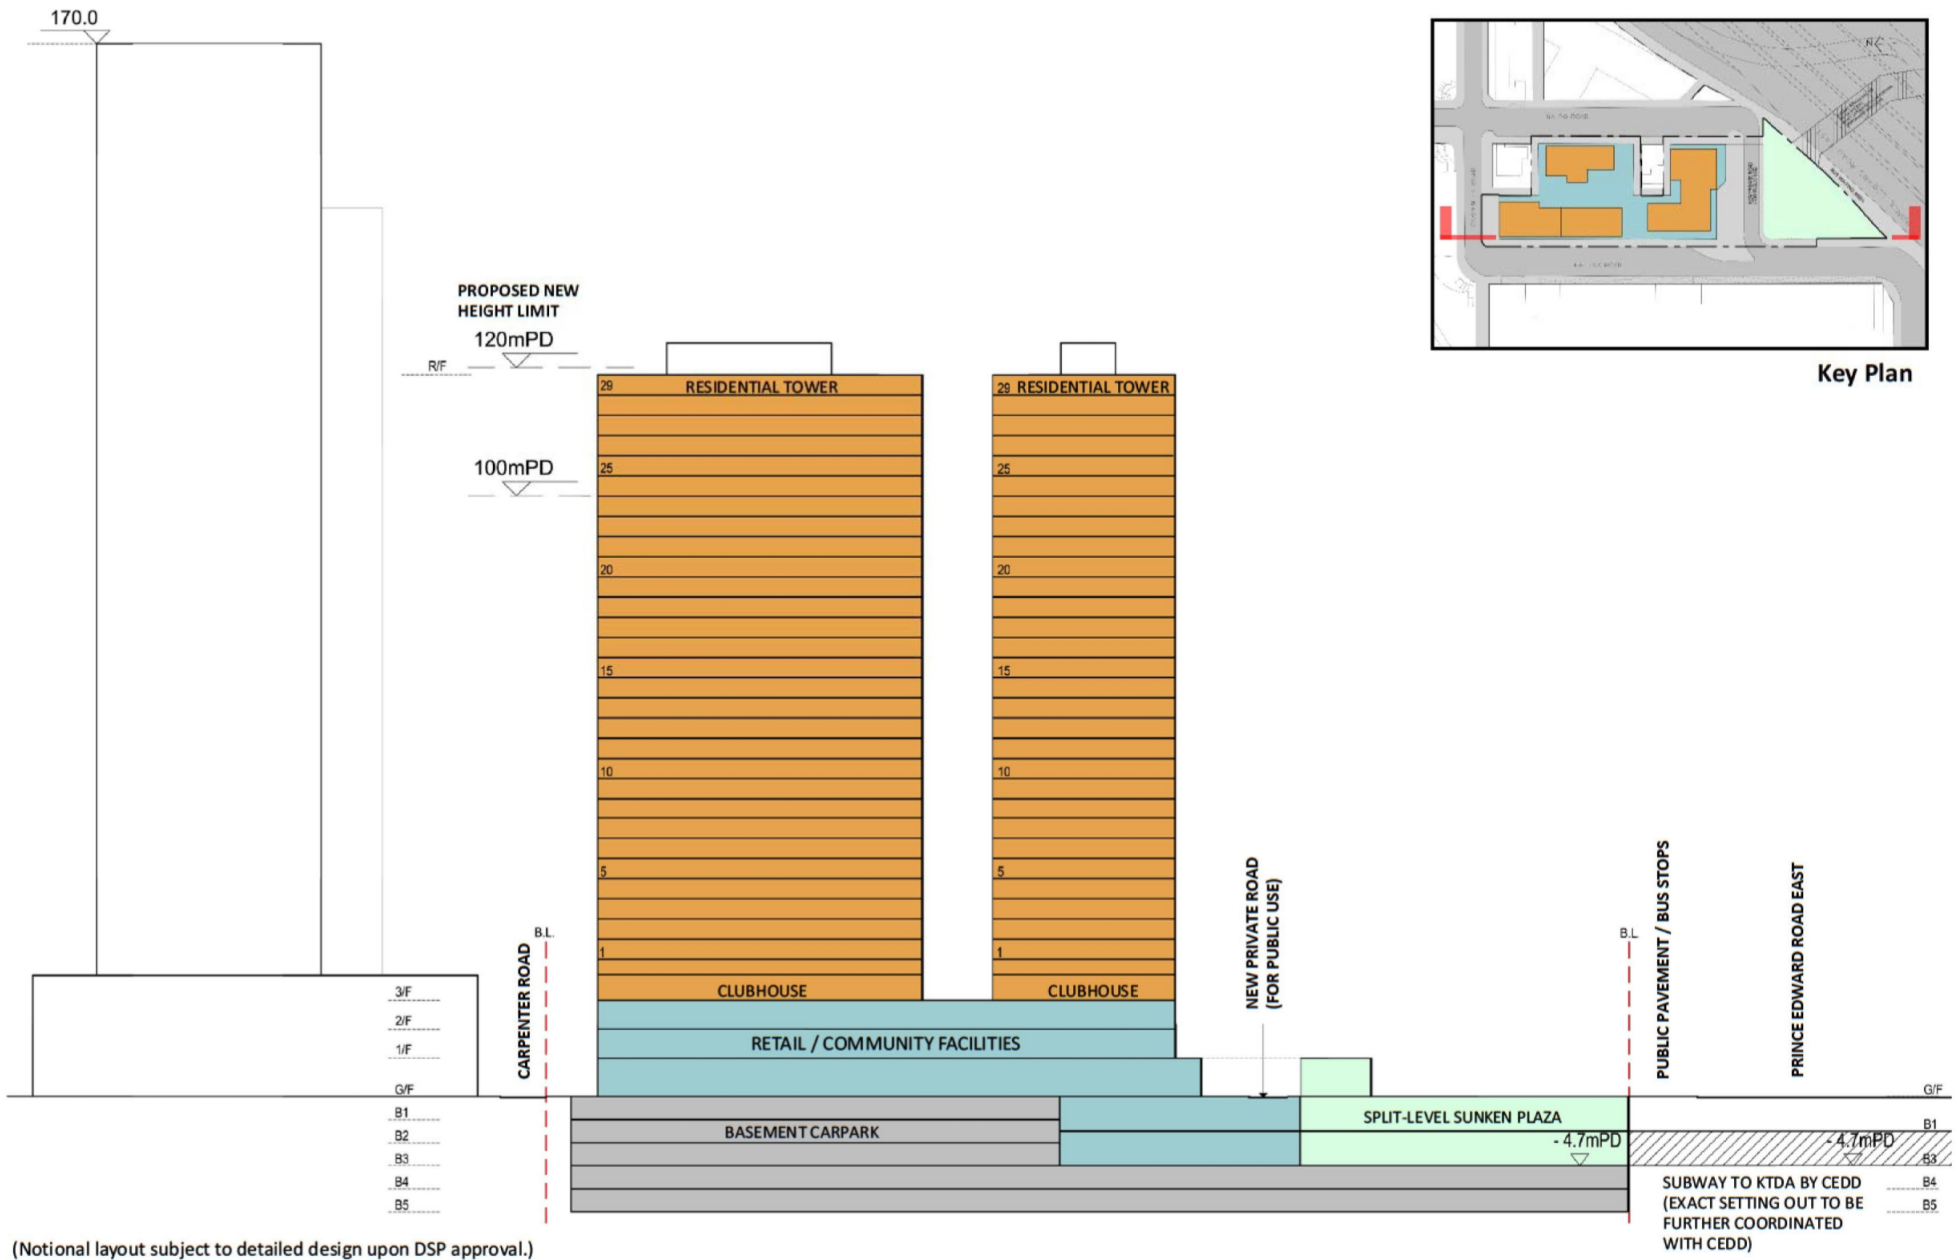 170.0
Key Plan
PROPOSED NEW
HEIGHT LIMIT
120mPD
R/F
100mPD
29 RESIDENTIAL TOWER
25
20
15
10
5
1
CLUBHOUSE
29 RESIDENTIAL TOWER
25
20
15
10
5
1
CLUBHOUSE
RETAIL / COMMUNITY FACILITIES
3/F
2/F
1/F
G/F
B1
B2
B3
B4
B5
CARPENTER ROAD
B.L.
BASEMENT CARPARK
NEW PRIVATE ROAD
(FOR PUBLIC USE)
SPLIT-LEVEL SUNKEN PLAZA
- 4.7mPD
B.L.
PUBLIC PAVEMENT / BUS STOPS
PRINCE EDWARD ROAD EAST
G/F
B1
- 4.7mPD
B3
B4
B5
SUBWAY TO KTDA BY CEDD
(EXACT SETTING OUT TO BE
FURTHER COORDINATED
WITH CEDD)
(Notional layout subject to detailed design upon DSP approval.)